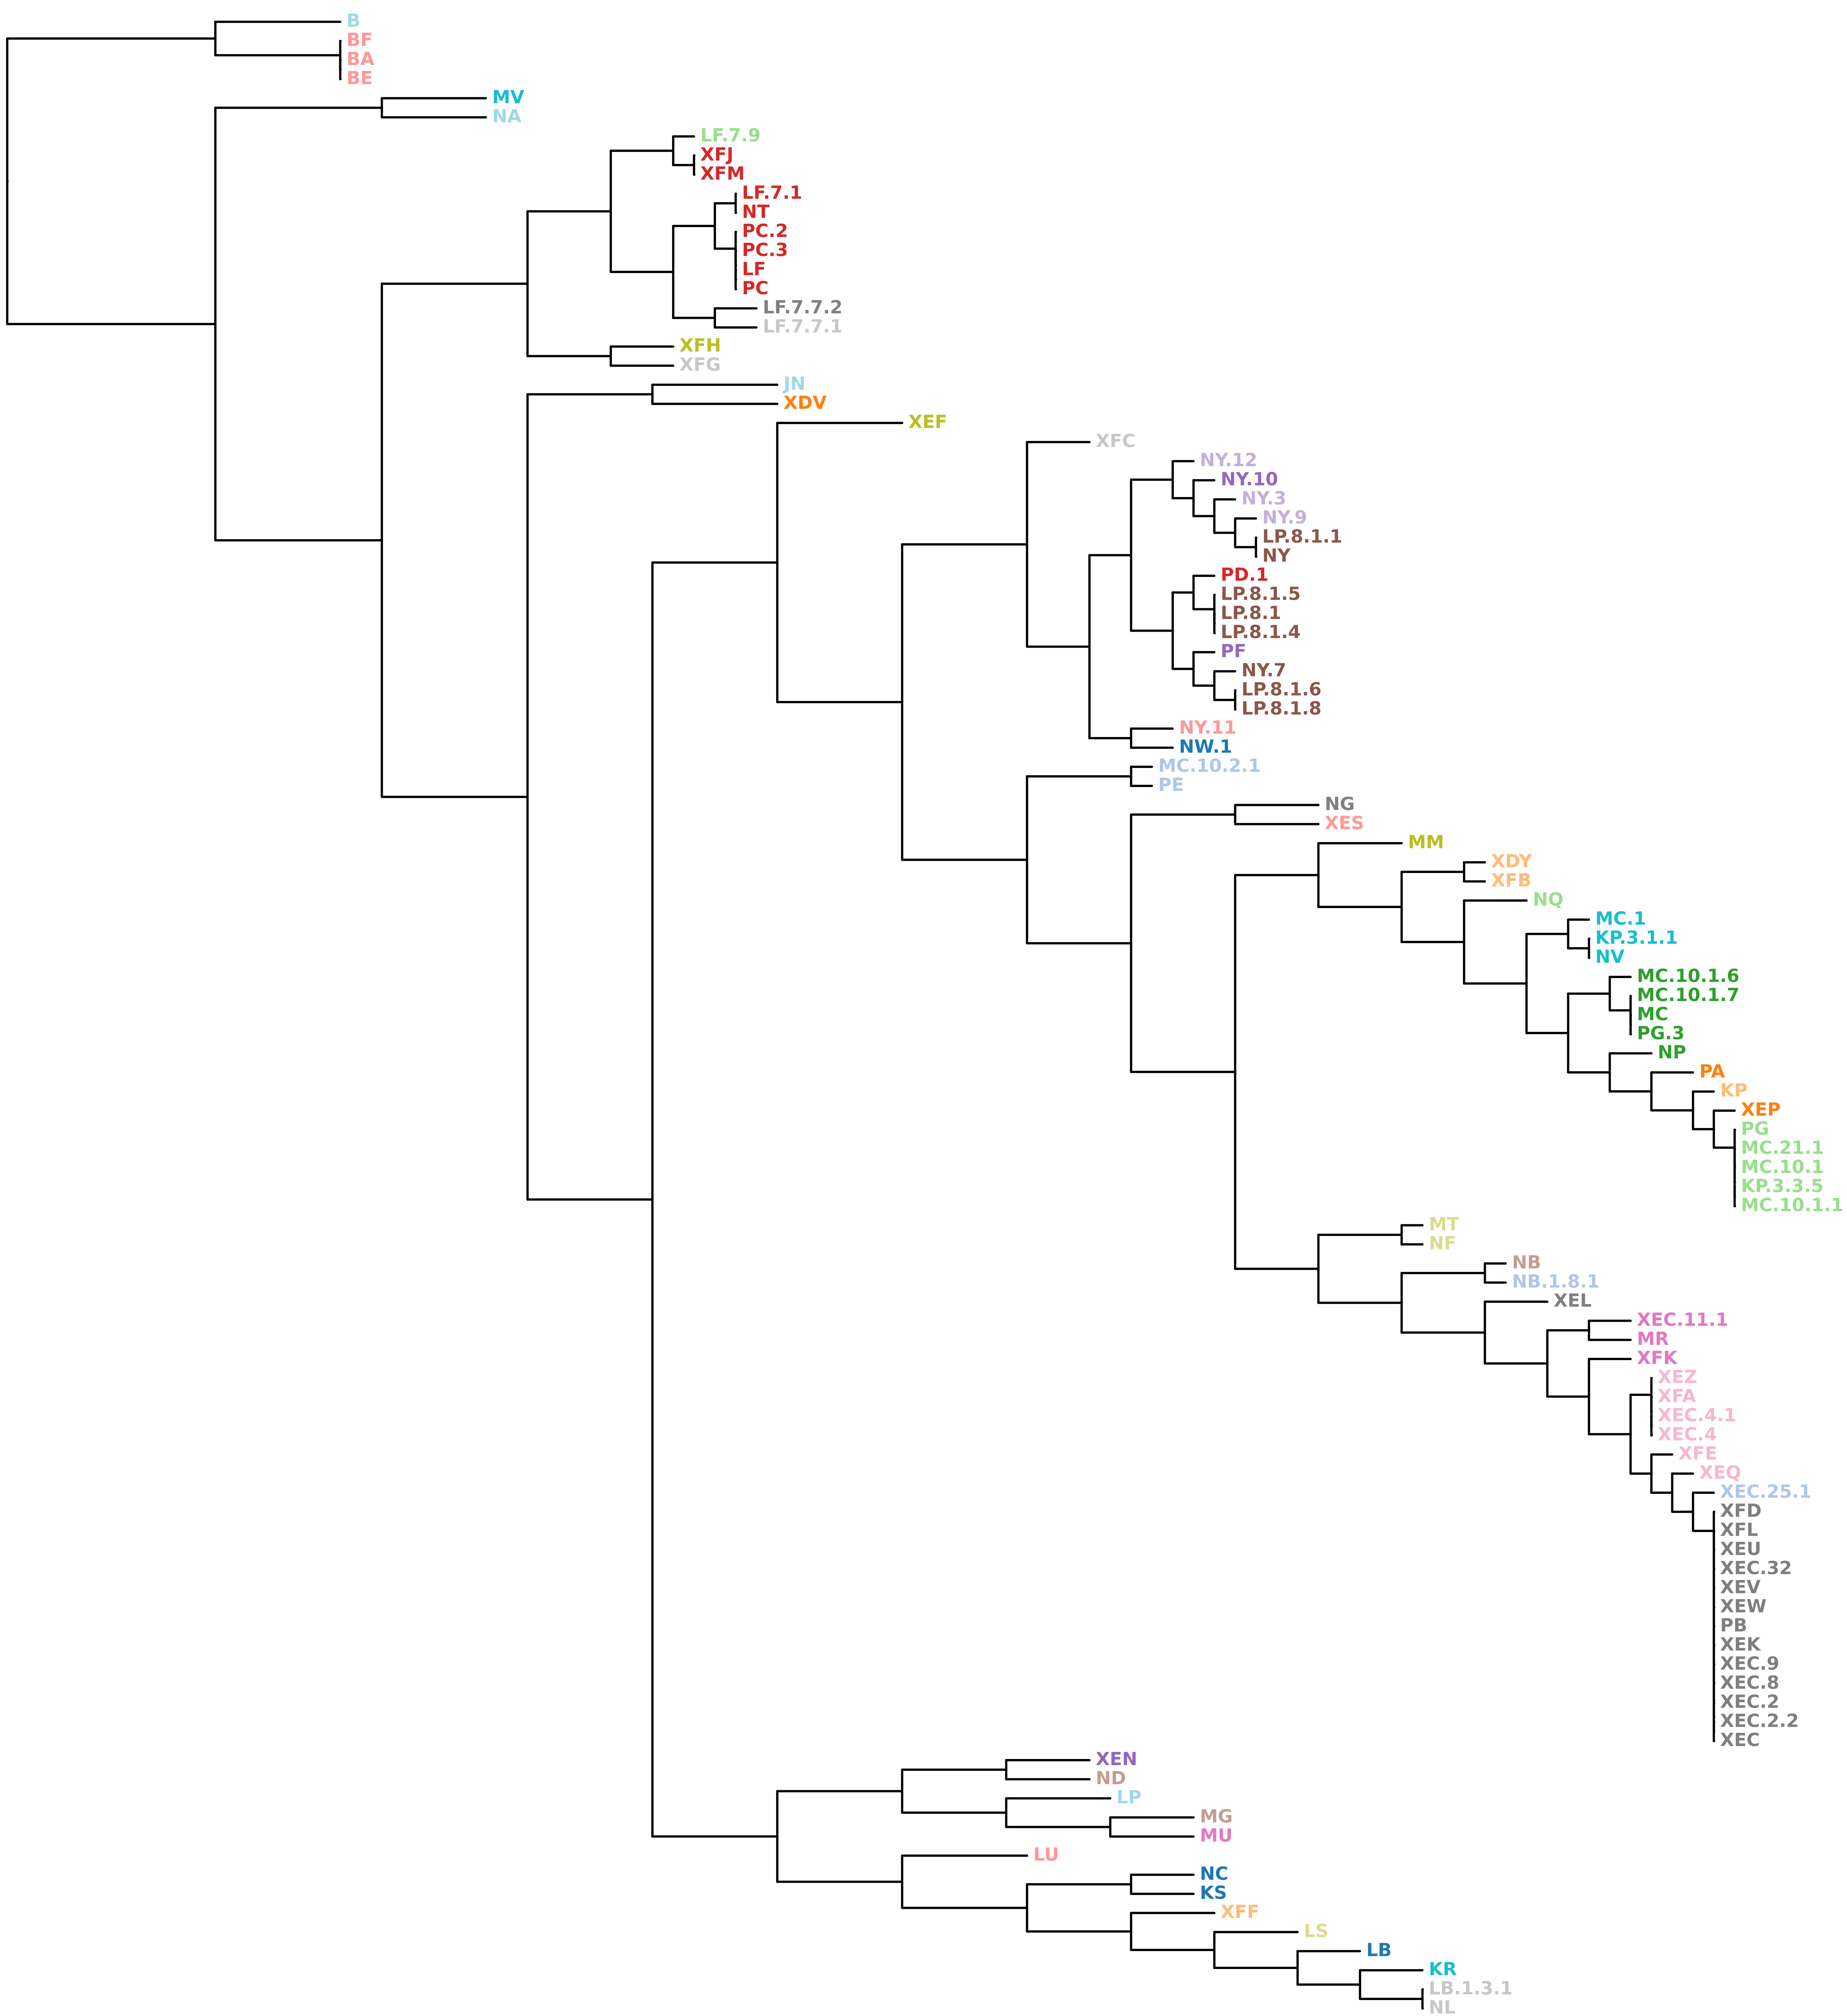 B
BF
BA
BE
MV
NA
LF.7.9
XFJ
XFM
LF.7.1
NT
PC.2
PC.3
LF
PC
LF.7.7.2
LF.7.7.1
XFH
XFG
JN
XDV
XEF
XFC
NY.12
NY.10
NY.3
NY.9
LP.8.1.1
NY
PD.1
LP.8.1.5
LP.8.1
LP.8.1.4
PF
NY.7
LP.8.1.6
LP.8.1.8
NY.11
NW.1
MC.10.2.1
PE
NG
XES
MM
XDY
XFB
NQ
MC.1
KP.3.1.1
NV
MC.10.1.6
MC.10.1.7
MC
PG.3
NP
PA
KP
XEP
PG
MC.21.1
MC.10.1
KP.3.3.5
MC.10.1.1
MT
NF
NB
NB.1.8.1
XEL
XEC.11.1
MR
XFK
XEZ
XFA
XEC.4.1
XEC.4
XFE
XEQ
XEC.25.1
XFD
XFL
XEU
XEC.32
XEV
XEW
PB
XEK
XEC.9
XEC.8
XEC.2
XEC.2.2
XEC
XEN
ND
LP
MG
MU
LU
NC
KS
XFF
LS
LB
KR
LB.1.3.1
NL